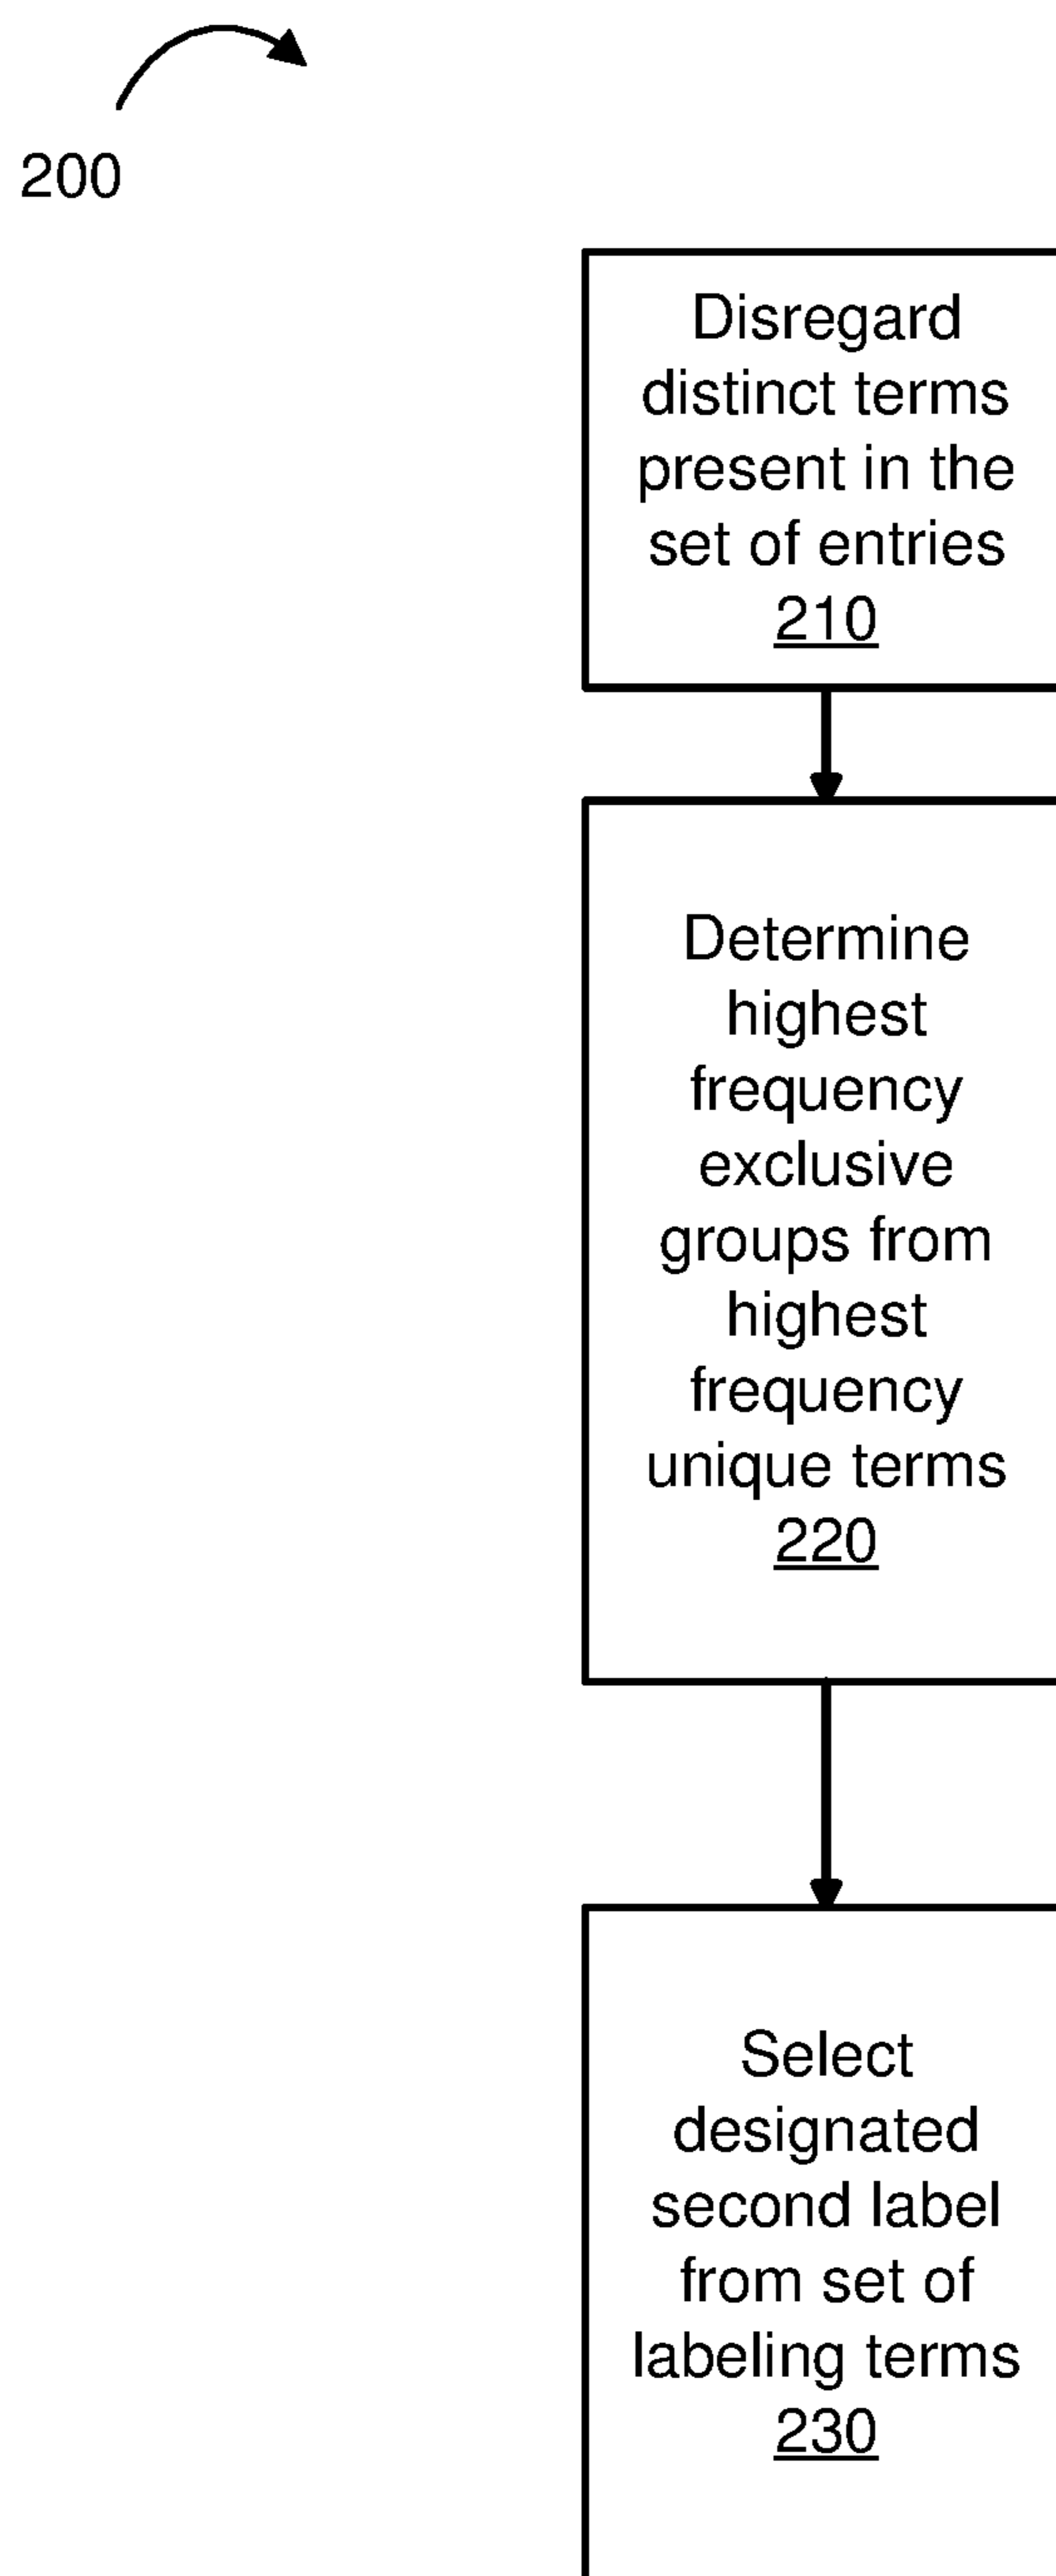 200
Disregard
distinct terms
present in the
set of entries
210
Determine
highest
frequency
exclusive
groups from
highest
frequency
unique terms
220
Select
designated
second label
from set of
labeling terms
230